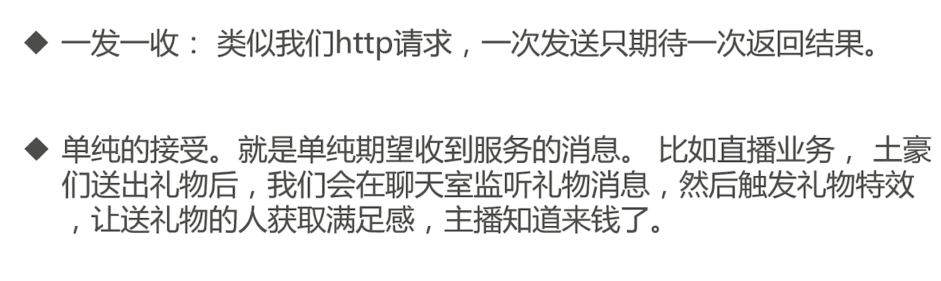 ◆ 一发一收： 类似我们http请求，一次发送只期待一次返回结果。
◆ 单纯的接受。就是单纯期望收到服务的消息。 比如直播业务， 土豪
们送出礼物后，我们会在聊天室监听礼物消息，然后触发礼物特效
，让送礼物的人获取满足感，主播知道来钱了。